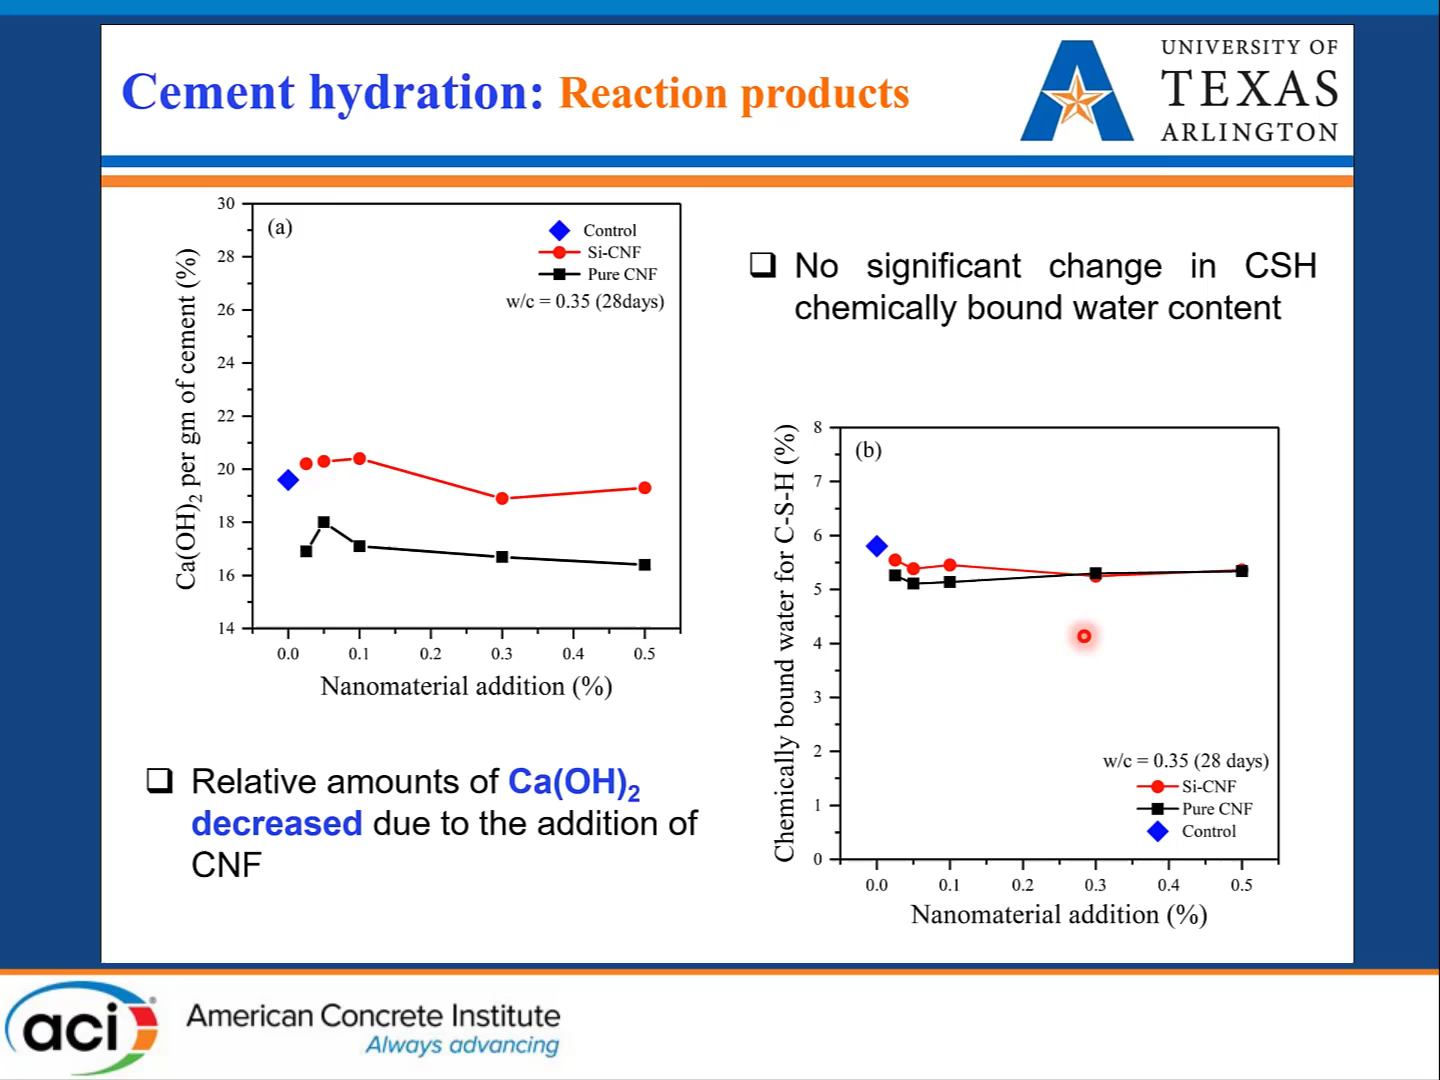 Cement hydration: Reaction products
UNIVERSITY OF
TEXAS
ARLINGTON
(a)
Control
Si-CNF
Pure CNF
w/c = 0.35 (28days)
Ca(OH)₂ per gm of cement (%)
30
28
26
24
22
20
18
16
14
0.0 0.1 0.2 0.3 0.4 0.5
Nanomaterial addition (%)
❑ Relative amounts of Ca(OH)₂
decreased due to the addition of
CNF
❑ No significant change in CSH
chemically bound water content
(b)
Chemically bound water for C-S-H (%)
8
7
6
5
4
3
2
1
0
w/c = 0.35 (28 days)
Si-CNF
Pure CNF
Control
0.0 0.1 0.2 0.3 0.4 0.5
Nanomaterial addition (%)
aci®
American Concrete Institute
Always advancing